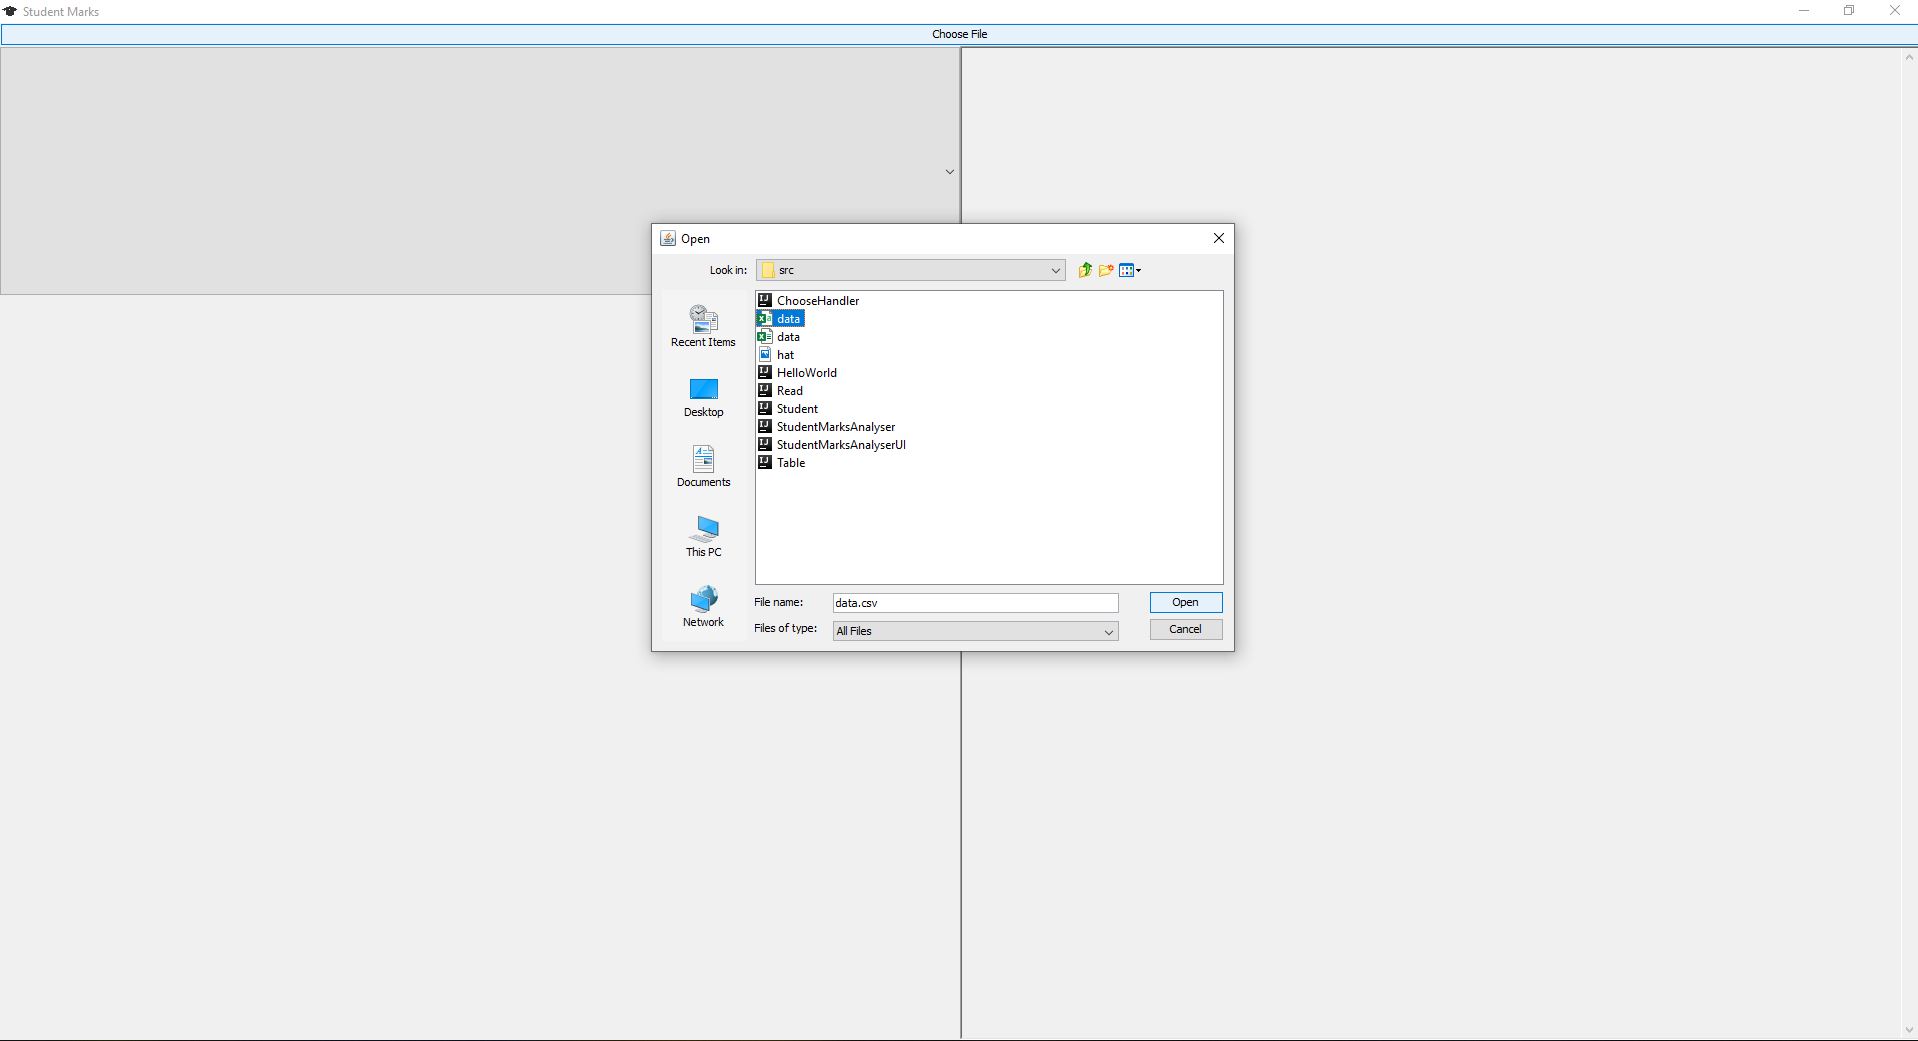 Student Marks
Choose File
Open
Look in:
src
Recent Items
Desktop
Documents
This PC
Network
ChooseHandler
data
data
hat
HelloWorld
Read
Student
StudentMarksAnalyser
StudentMarksAnalyserUI
Table
File name:
data.csv
Open
Files of type:
All Files
Cancel